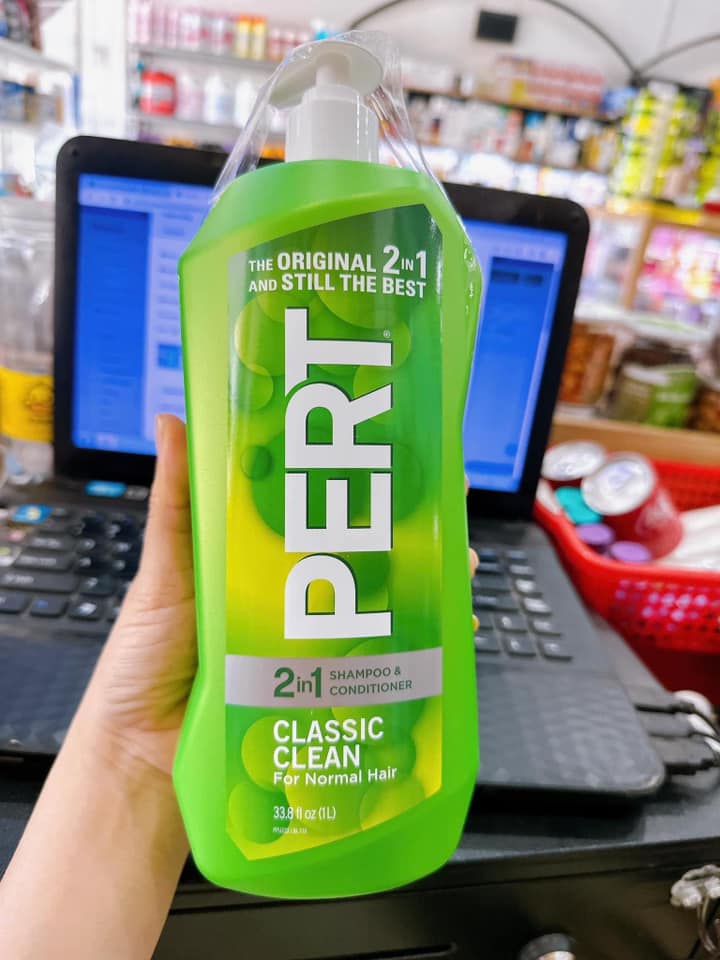 THE ORIGINAL 2IN1
AND STILL THE BEST
PERT®
2in1 SHAMPOO &
CONDITIONER
CLASSIC
CLEAN
For Normal Hair
33.8 fl oz (1L)